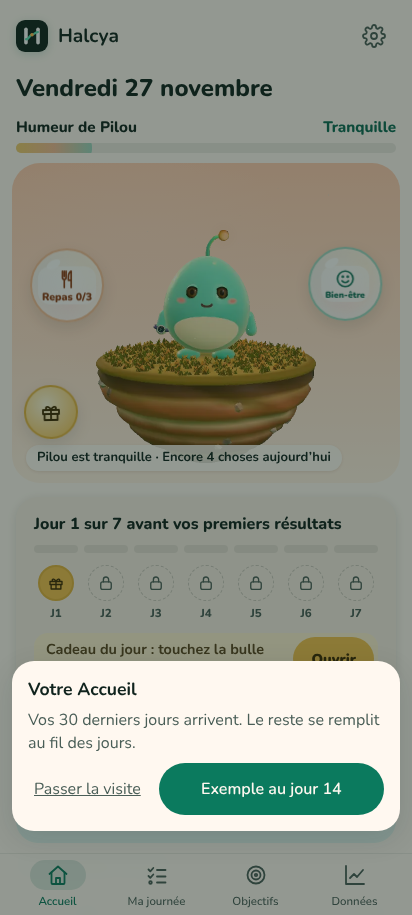 Halcya
Vendredi 27 novembre
Humeur de Pilou
Tranquille
Repas 0/3
Bien-être
Pilou est tranquille · Encore 4 choses aujourd’hui
Jour 1 sur 7 avant vos premiers résultats
J1 J2 J3 J4 J5 J6 J7
Cadeau du jour : touchez la bulle
Ouvrir
Votre Accueil
Vos 30 derniers jours arrivent. Le reste se remplit
au fil des jours.
Passer la visite
Exemple au jour 14
Accueil
Ma journée
Objectifs
Données